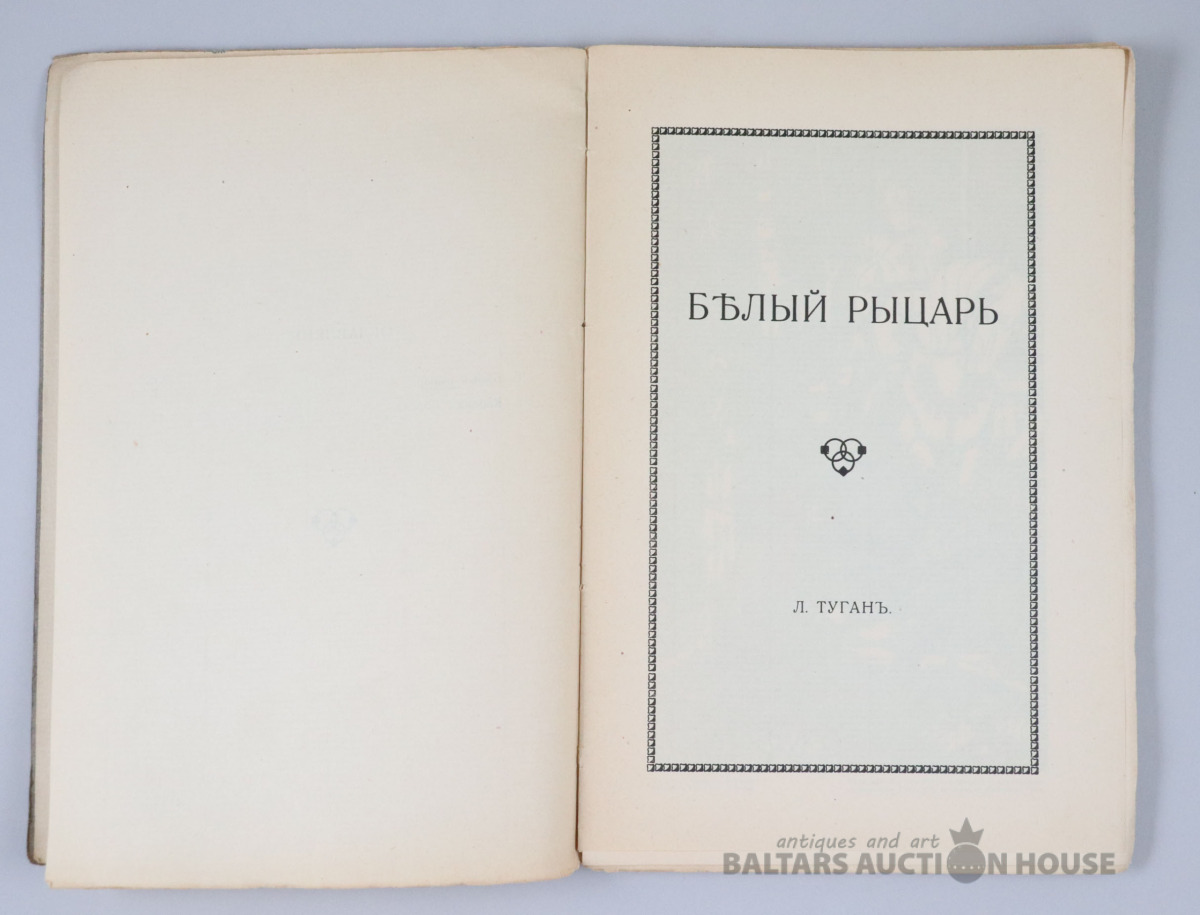 БѢЛЫЙ РЫЦАРЬ
Л. ТУГАНЪ.
antiques and art
BALTARS AUCTION HOUSE